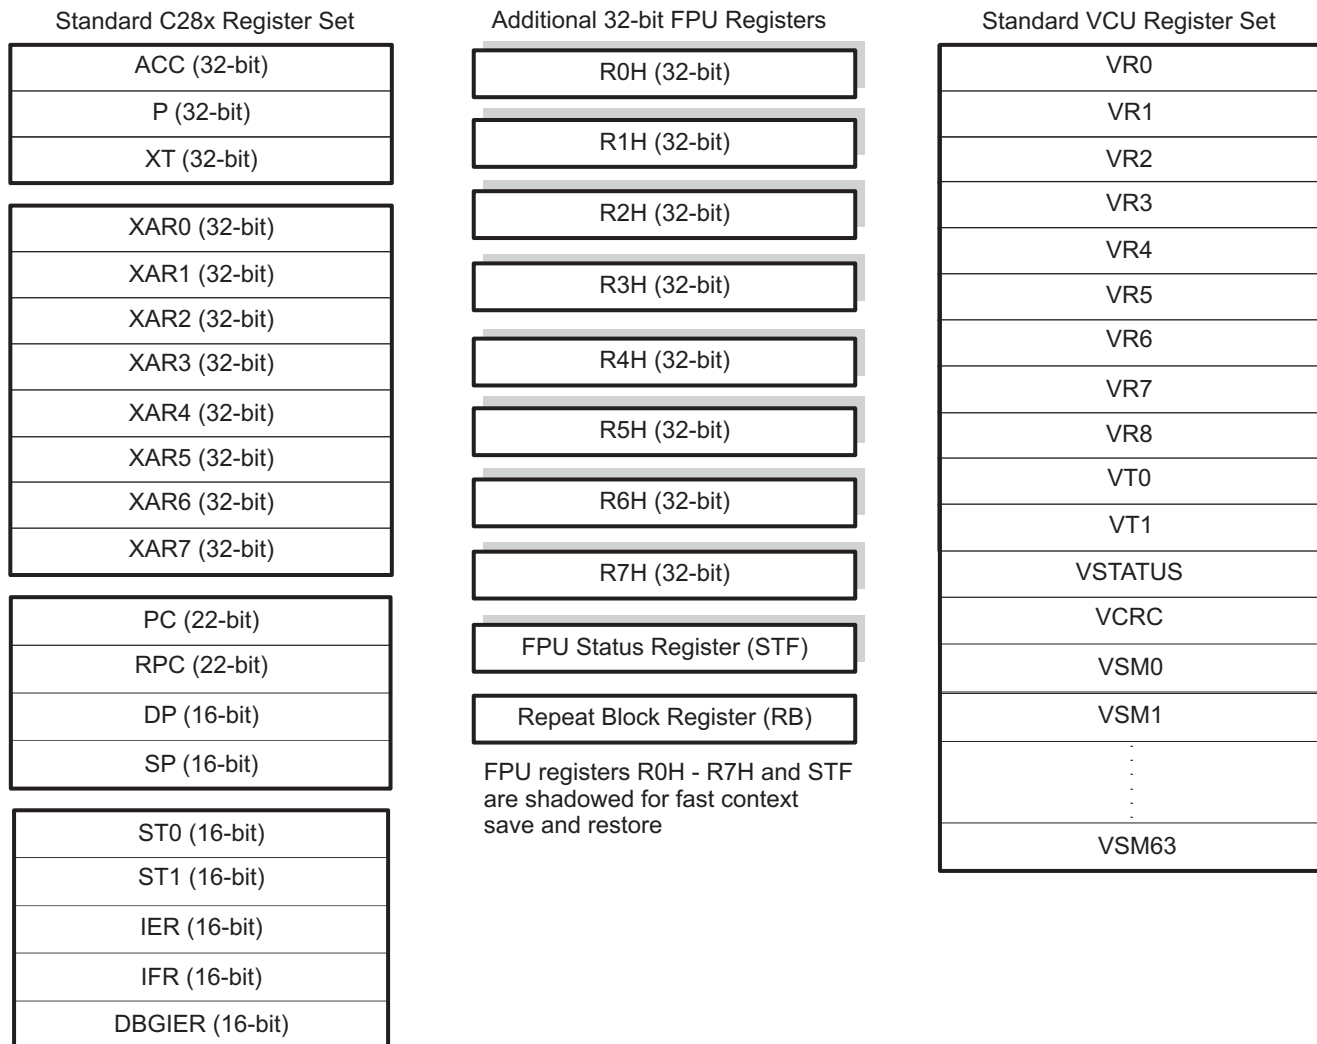 Standard C28x Register Set
ACC (32-bit)
P (32-bit)
XT (32-bit)
XAR0 (32-bit)
XAR1 (32-bit)
XAR2 (32-bit)
XAR3 (32-bit)
XAR4 (32-bit)
XAR5 (32-bit)
XAR6 (32-bit)
XAR7 (32-bit)
PC (22-bit)
RPC (22-bit)
DP (16-bit)
SP (16-bit)
ST0 (16-bit)
ST1 (16-bit)
IER (16-bit)
IFR (16-bit)
DBGIER (16-bit)
Additional 32-bit FPU Registers
R0H (32-bit)
R1H (32-bit)
R2H (32-bit)
R3H (32-bit)
R4H (32-bit)
R5H (32-bit)
R6H (32-bit)
R7H (32-bit)
FPU Status Register (STF)
Repeat Block Register (RB)
FPU registers R0H - R7H and STF
are shadowed for fast context
save and restore
Standard VCU Register Set
VR0
VR1
VR2
VR3
VR4
VR5
VR6
VR7
VR8
VT0
VT1
VSTATUS
VCRC
VSM0
VSM1
VSM63